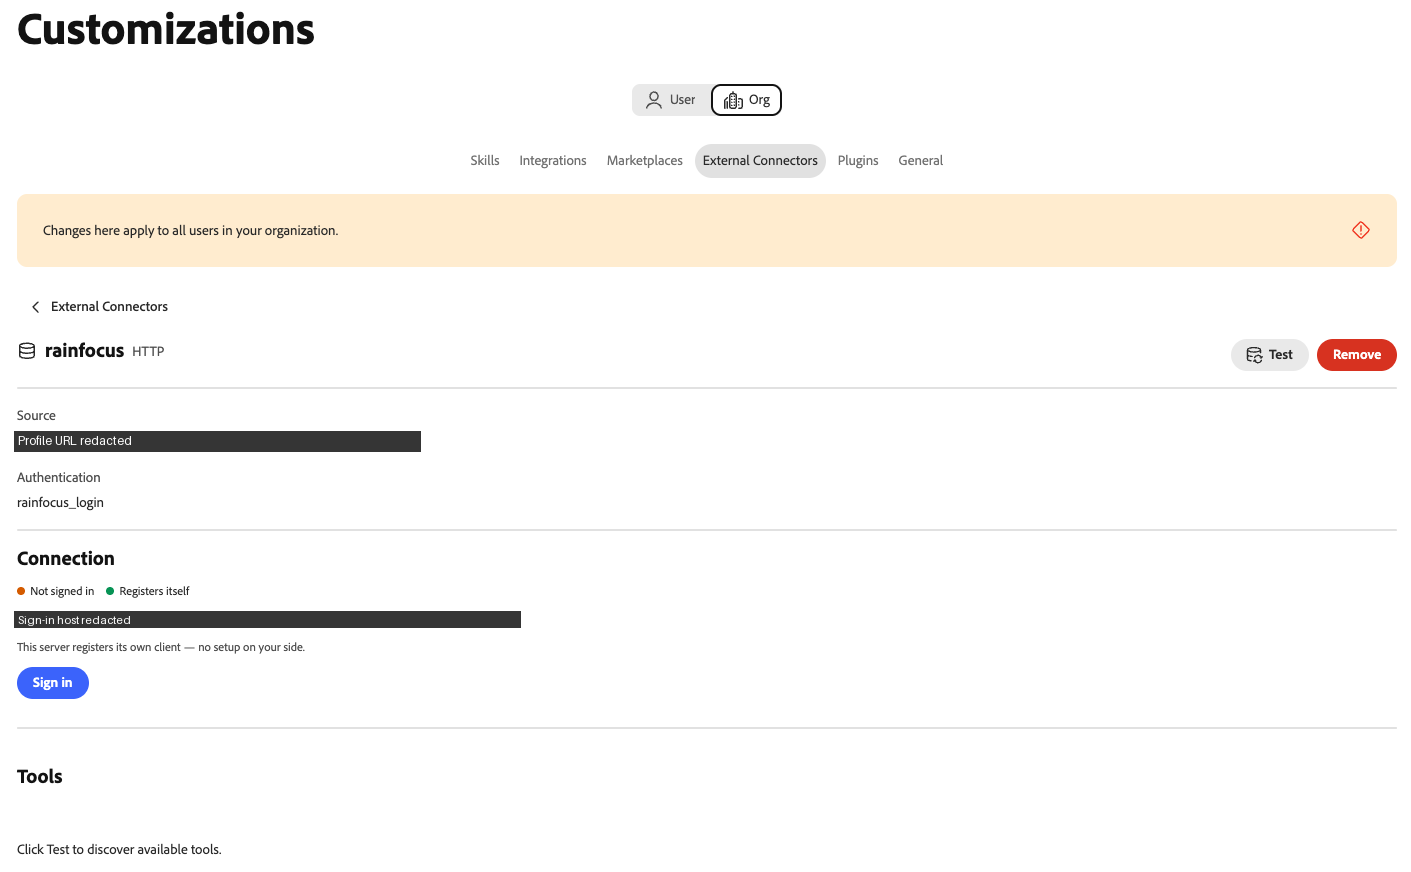 Customizations
User
Org
Skills
Integrations
Marketplaces
External Connectors
Plugins
General
Changes here apply to all users in your organization.
External Connectors
rainfocus HTTP
Test
Remove
Source
Profile URL redacted
Authentication
rainfocus_login
Connection
Not signed in
Registers itself
Sign-in host redacted
This server registers its own client — no setup on your side.
Sign in
Tools
Click Test to discover available tools.